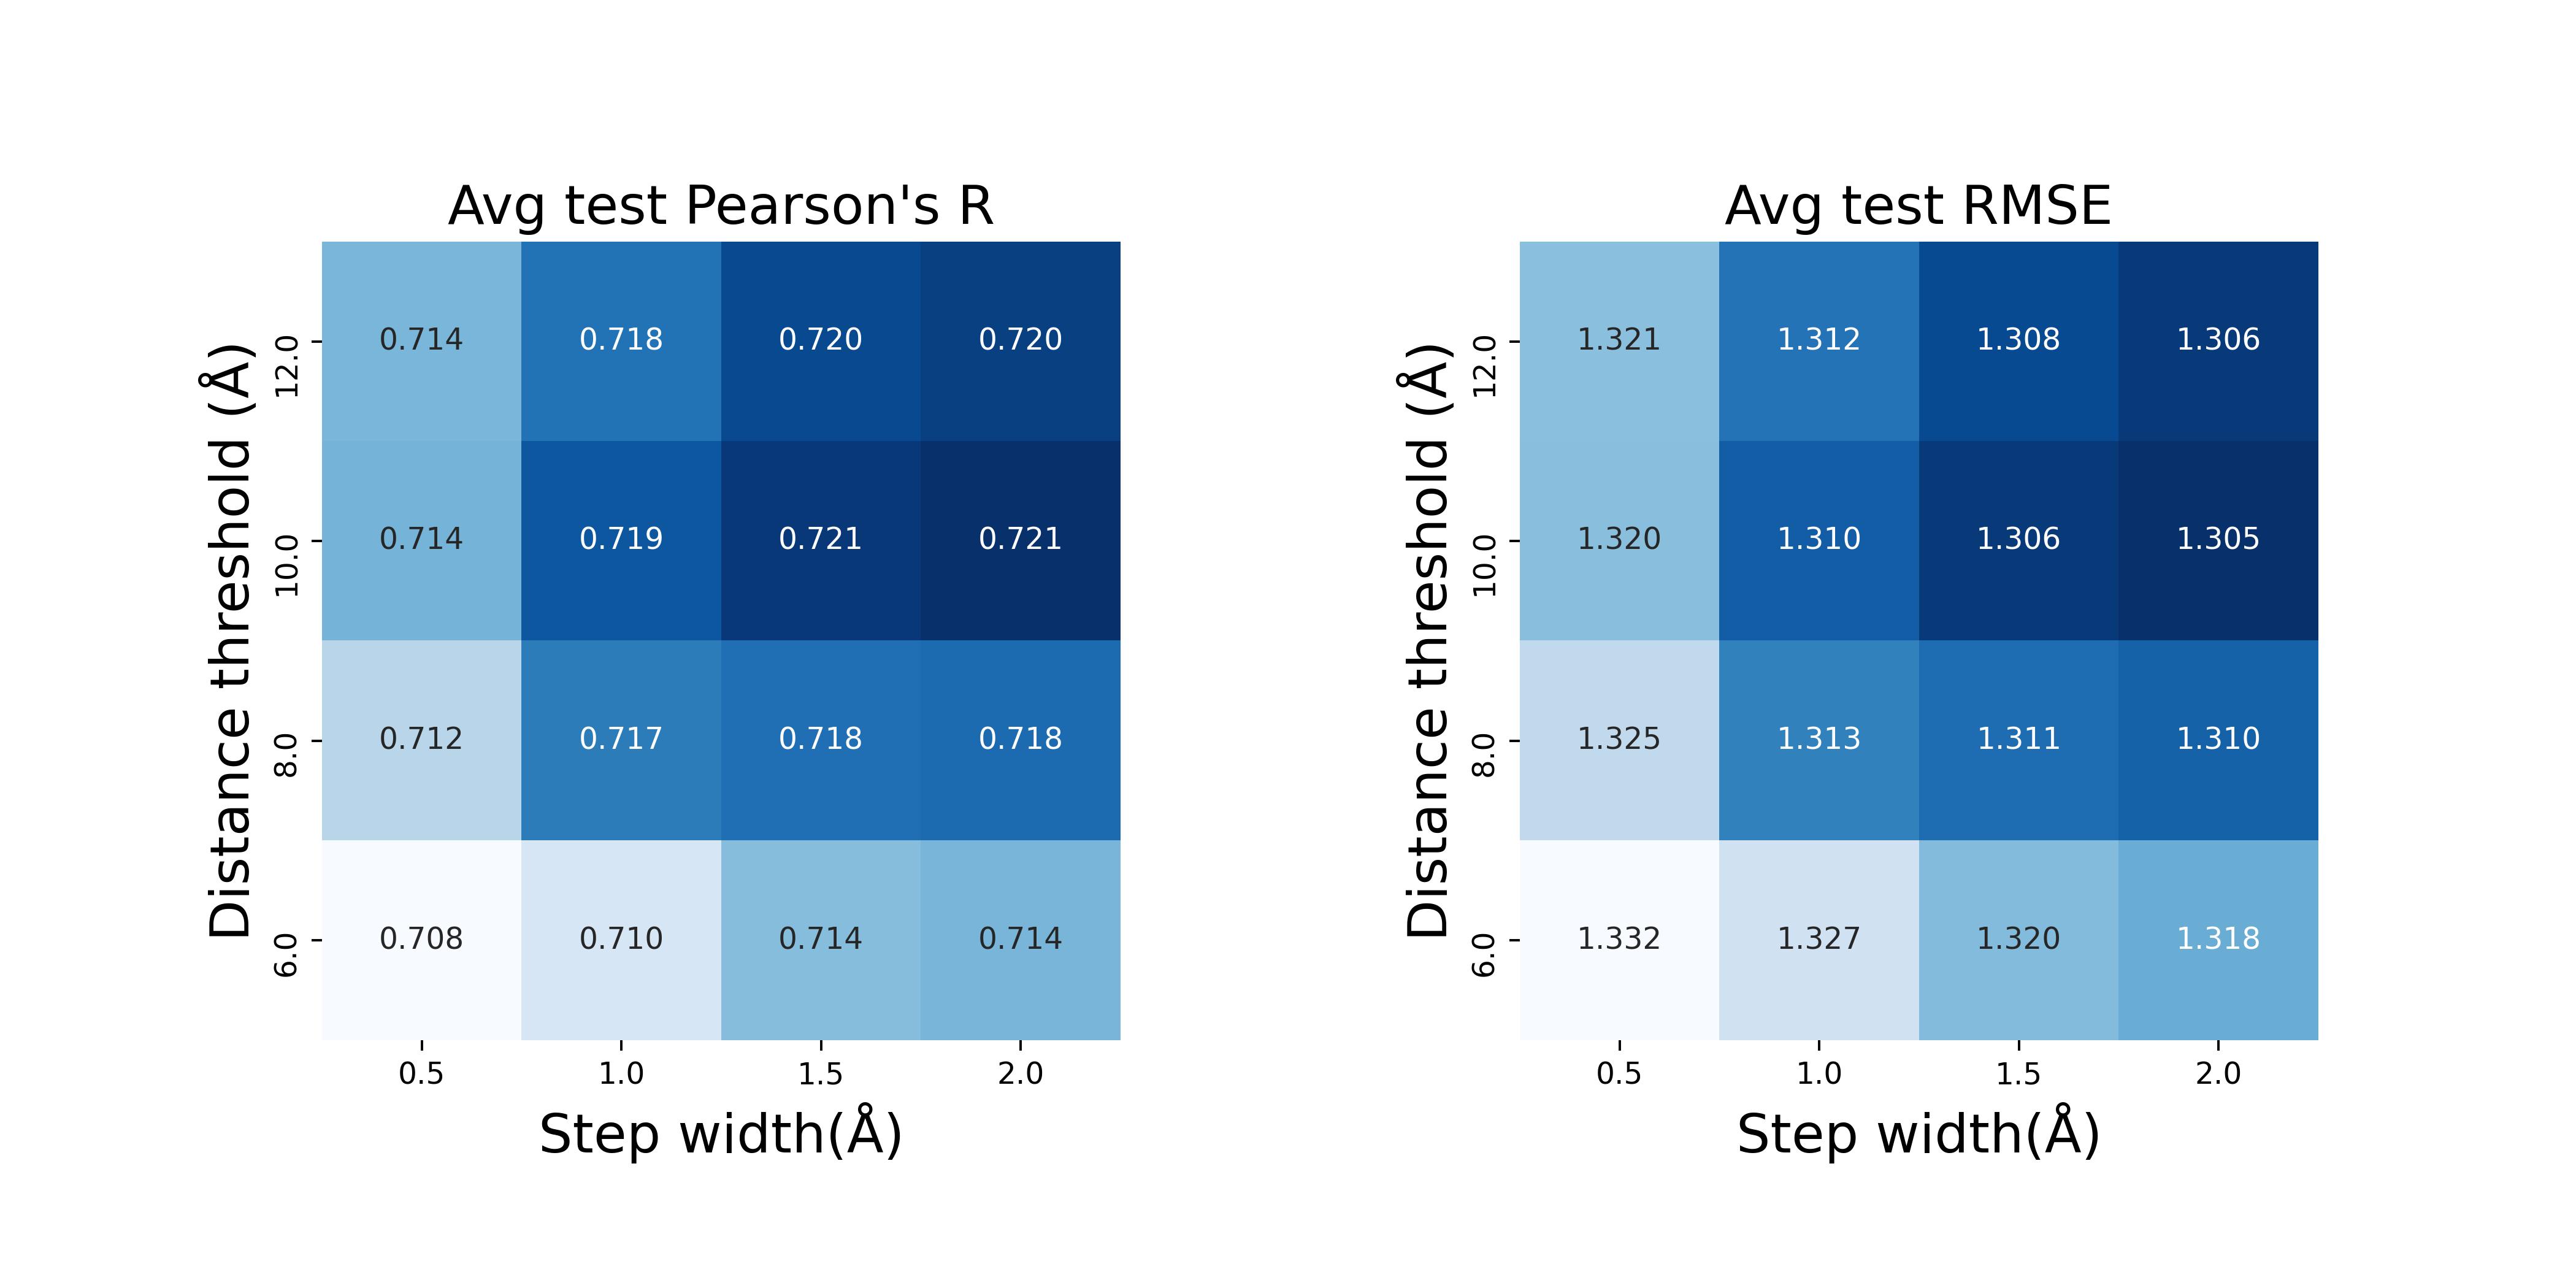 Avg test Pearson's R
Distance threshold (Å)
12.0
0.714 0.718 0.720 0.720
10.0
0.714 0.719 0.721 0.721
8.0
0.712 0.717 0.718 0.718
6.0
0.708 0.710 0.714 0.714
0.5 1.0 1.5 2.0
Step width(Å)
Avg test RMSE
Distance threshold (Å)
12.0
1.321 1.312 1.308 1.306
10.0
1.320 1.310 1.306 1.305
8.0
1.325 1.313 1.311 1.310
6.0
1.332 1.327 1.320 1.318
0.5 1.0 1.5 2.0
Step width(Å)